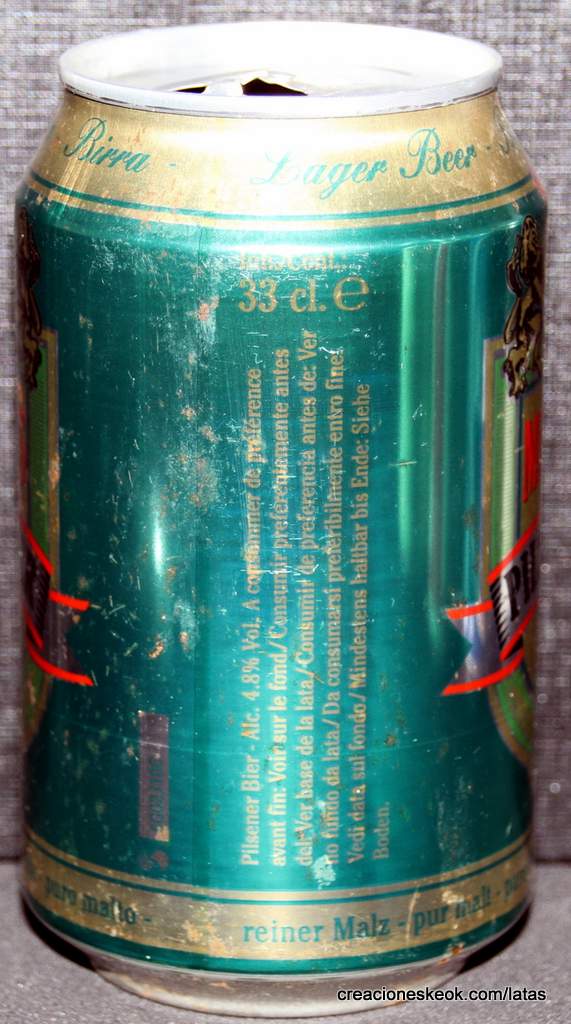 Birra -
Lager Beer -
33 cl. e
Pilsener Bier - Alc. 4.8% Vol. A consommer de préférence
avant fin: Voir sur le fond/Consumir preferentemente antes
del: Ver base de la lata/Consumir de preferencia antes de: Ver
no fundo da lata/Da consumarsi preferibilmente entro fine:
Vedi data sul fondo/Mindestens haltbar bis Ende: Siehe
Boden.
puro malto -
reiner Malz - pur malt -
creacioneskeok.com/latas